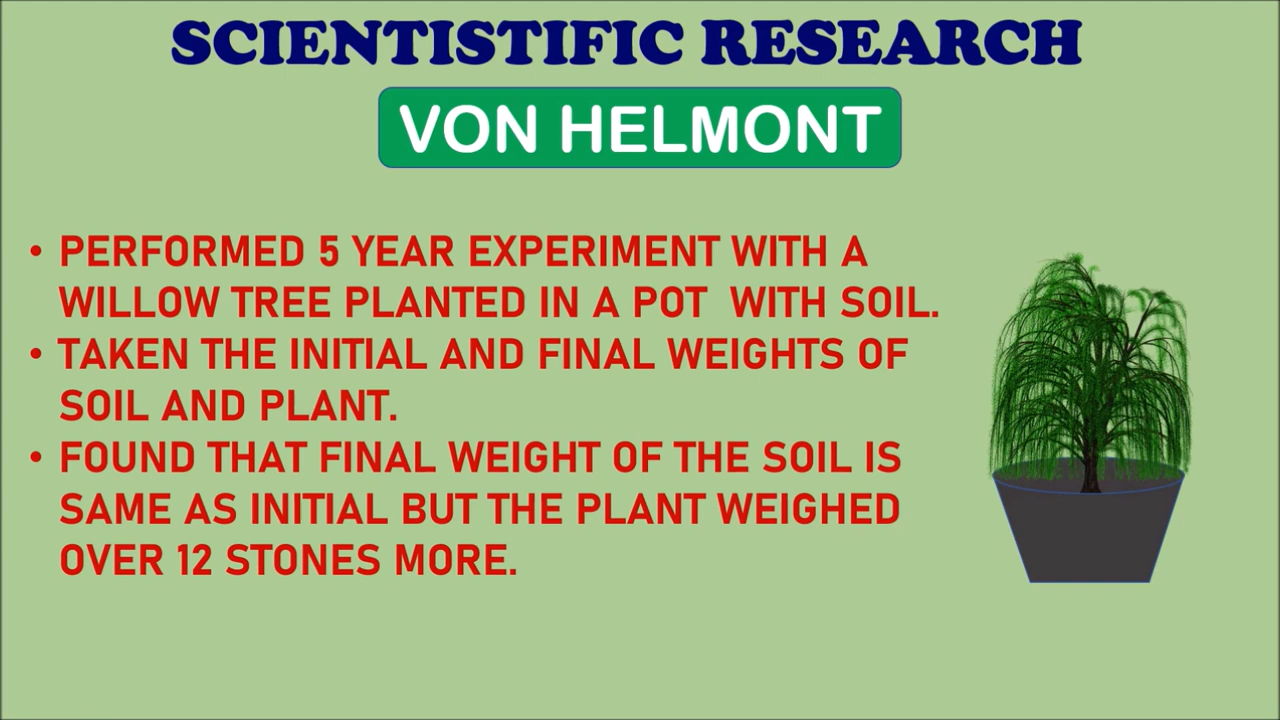 SCIENTISTIFIC RESEARCH
VON HELMONT
• PERFORMED 5 YEAR EXPERIMENT WITH A
WILLOW TREE PLANTED IN A POT WITH SOIL.
• TAKEN THE INITIAL AND FINAL WEIGHTS OF
SOIL AND PLANT.
• FOUND THAT FINAL WEIGHT OF THE SOIL IS
SAME AS INITIAL BUT THE PLANT WEIGHED
OVER 12 STONES MORE.